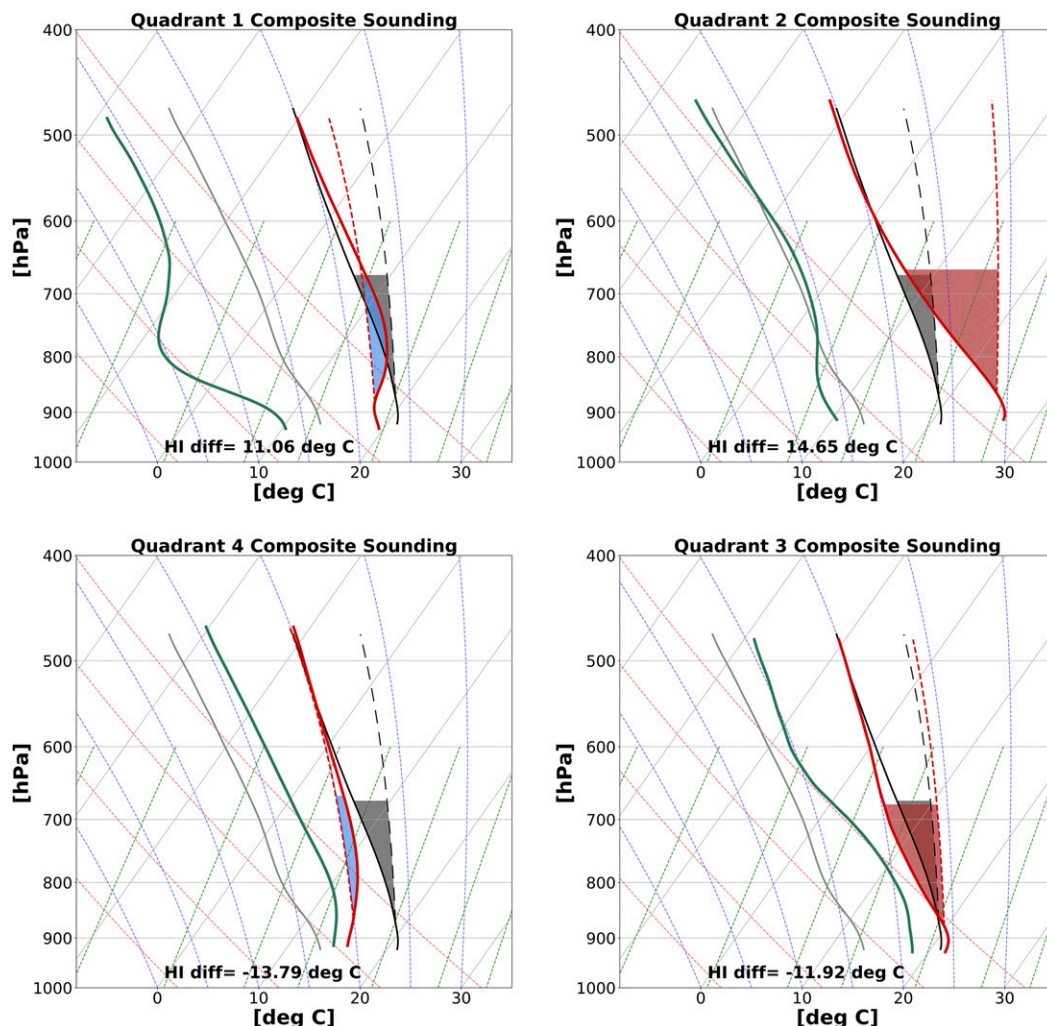 Quadrant 1 Composite Sounding
400
500
600
700
800
900
1000
[hPa]
HI diff= 11.06 deg C
0 10 20 30
[deg C]
Quadrant 2 Composite Sounding
400
500
600
700
800
900
1000
[hPa]
HI diff= 14.65 deg C
0 10 20 30
[deg C]
Quadrant 4 Composite Sounding
400
500
600
700
800
900
1000
[hPa]
HI diff= -13.79 deg C
0 10 20 30
[deg C]
Quadrant 3 Composite Sounding
400
500
600
700
800
900
1000
[hPa]
HI diff= -11.92 deg C
0 10 20 30
[deg C]